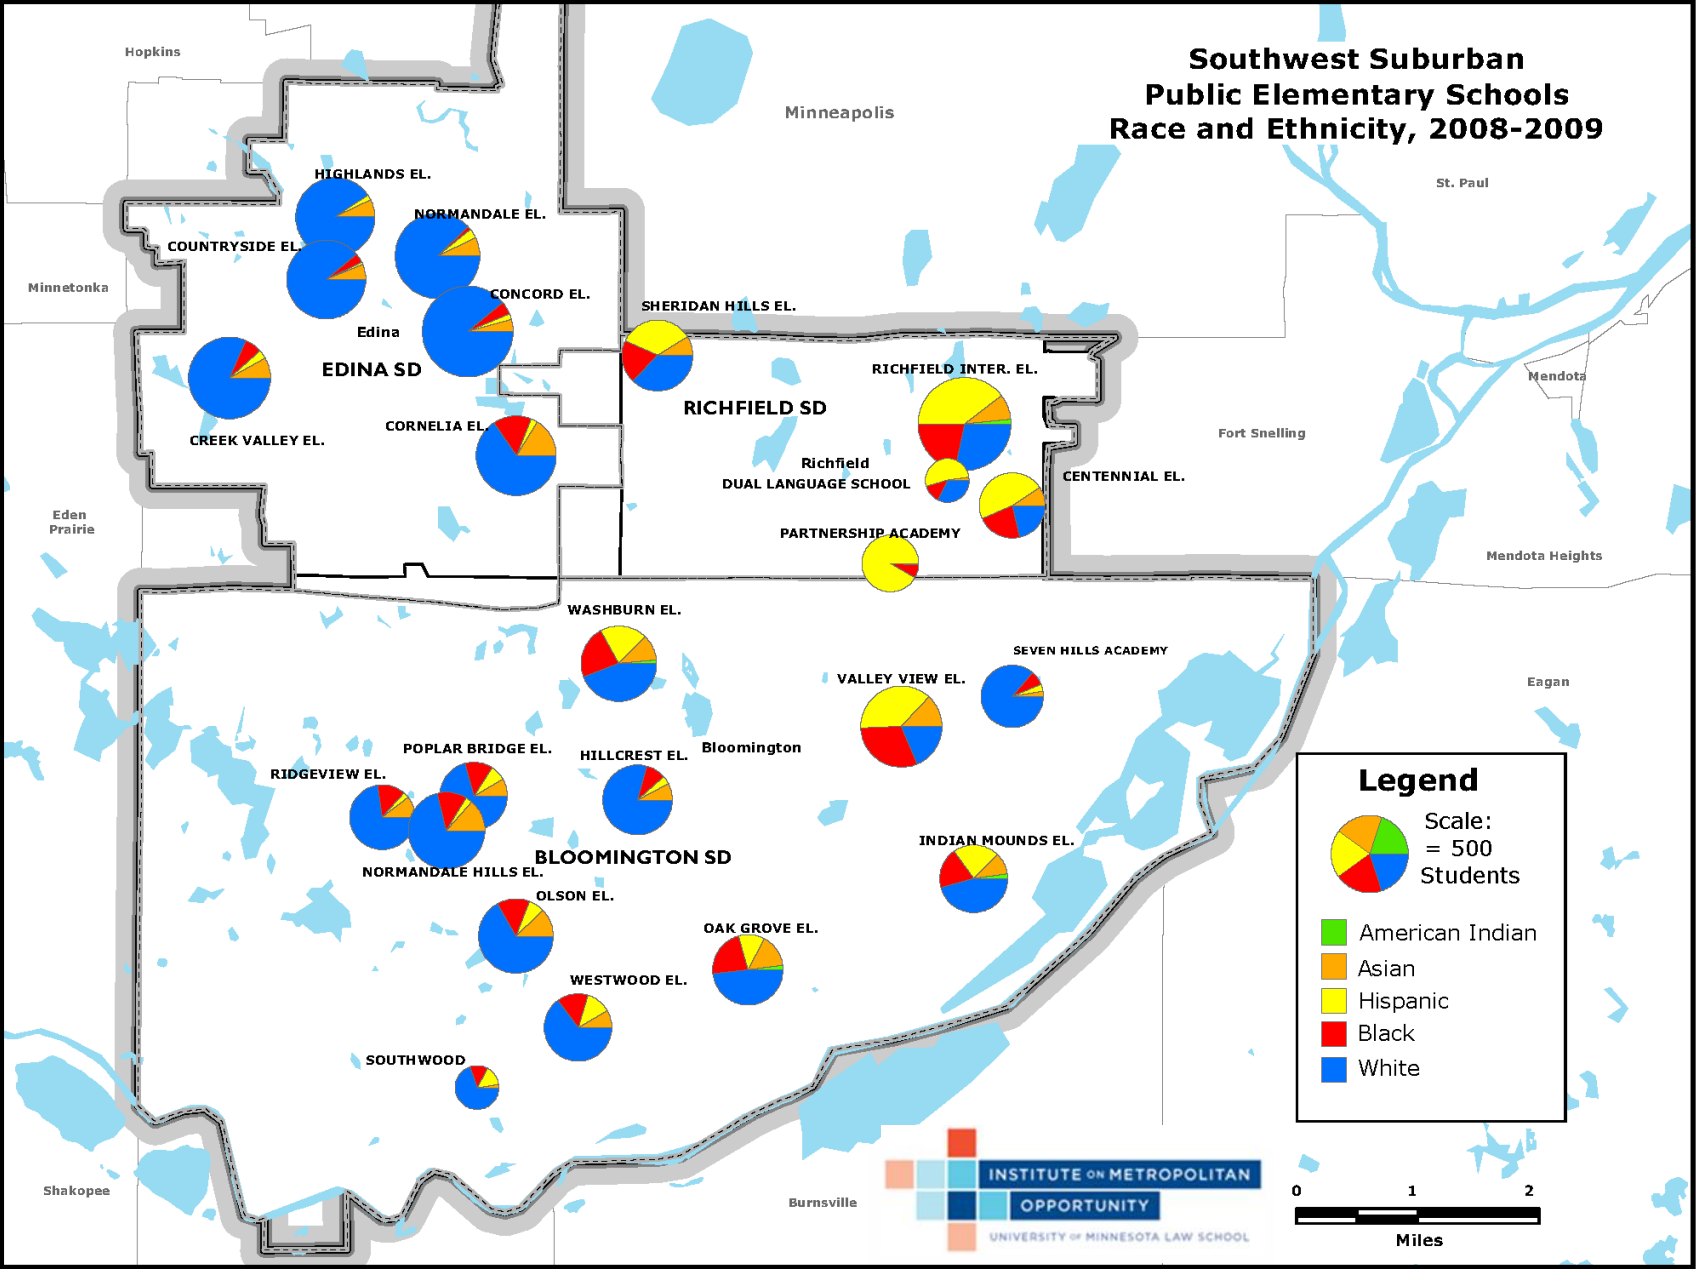 Southwest Suburban
Public Elementary Schools
Race and Ethnicity, 2008-2009
Hopkins
Minneapolis
St. Paul
HIGHLANDS EL.
NORMANDALE EL.
COUNTRYSIDE EL.
Minnetonka
CONCORD EL.
SHERIDAN HILLS EL.
Edina
EDINA SD
RICHFIELD INTER. EL.
Mendota
RICHFIELD SD
CORNELIA EL.
CREEK VALLEY EL.
Fort Snelling
Richfield
DUAL LANGUAGE SCHOOL
CENTENNIAL EL.
Eden
Prairie
PARTNERSHIP ACADEMY
Mendota Heights
WASHBURN EL.
SEVEN HILLS ACADEMY
VALLEY VIEW EL.
Eagan
POPLAR BRIDGE EL.
HILLCREST EL.
Bloomington
RIDGEVIEW EL.
INDIAN MOUNDS EL.
BLOOMINGTON SD
NORMANDALE HILLS EL.
OLSON EL.
OAK GROVE EL.
WESTWOOD EL.
SOUTHWOOD
Legend
Scale:
= 500
Students
American Indian
Asian
Hispanic
Black
White
Shakopee
Burnsville
INSTITUTE ON METROPOLITAN
OPPORTUNITY
UNIVERSITY OF MINNESOTA LAW SCHOOL
0 1 2
Miles